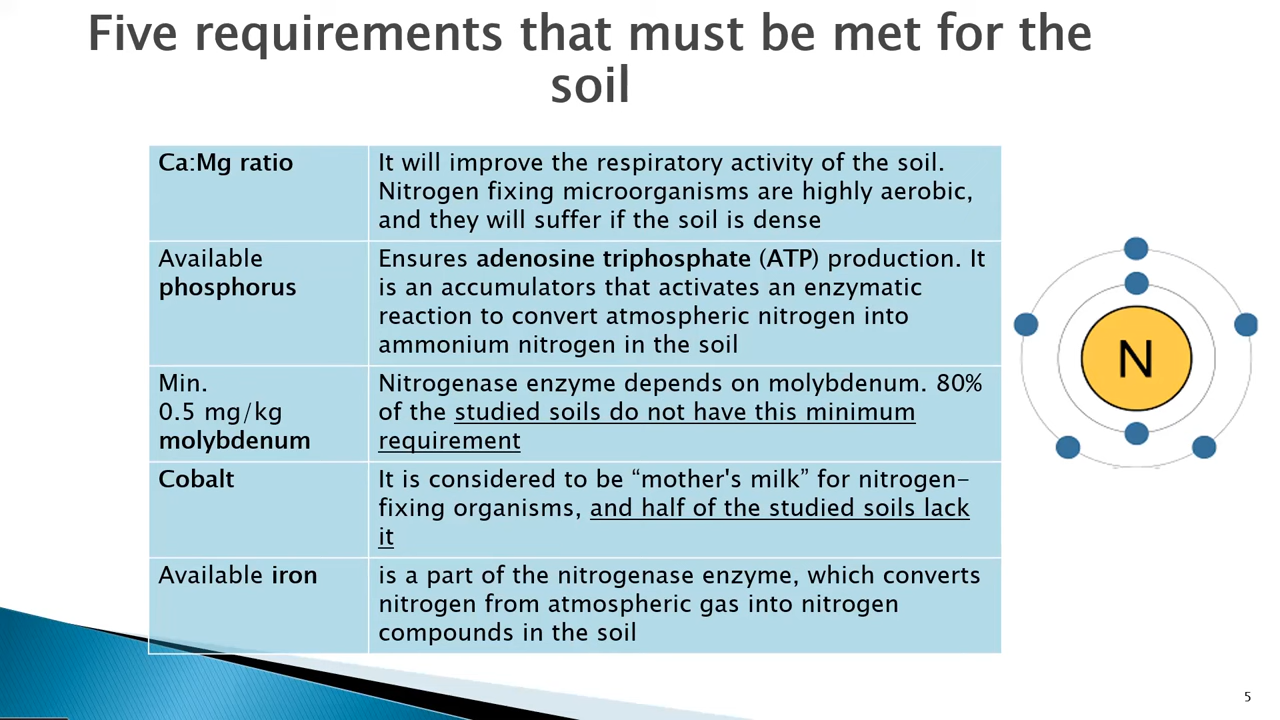 Five requirements that must be met for the
soil
Ca:Mg ratio
It will improve the respiratory activity of the soil.
Nitrogen fixing microorganisms are highly aerobic,
and they will suffer if the soil is dense
Available
phosphorus
Ensures adenosine triphosphate (ATP) production. It
is an accumulators that activates an enzymatic
reaction to convert atmospheric nitrogen into
ammonium nitrogen in the soil
Min.
0.5 mg/kg
molybdenum
Nitrogenase enzyme depends on molybdenum. 80%
of the studied soils do not have this minimum
requirement
Cobalt
It is considered to be “mother's milk” for nitrogen-
fixing organisms, and half of the studied soils lack
it
Available iron
is a part of the nitrogenase enzyme, which converts
nitrogen from atmospheric gas into nitrogen
compounds in the soil
N
5